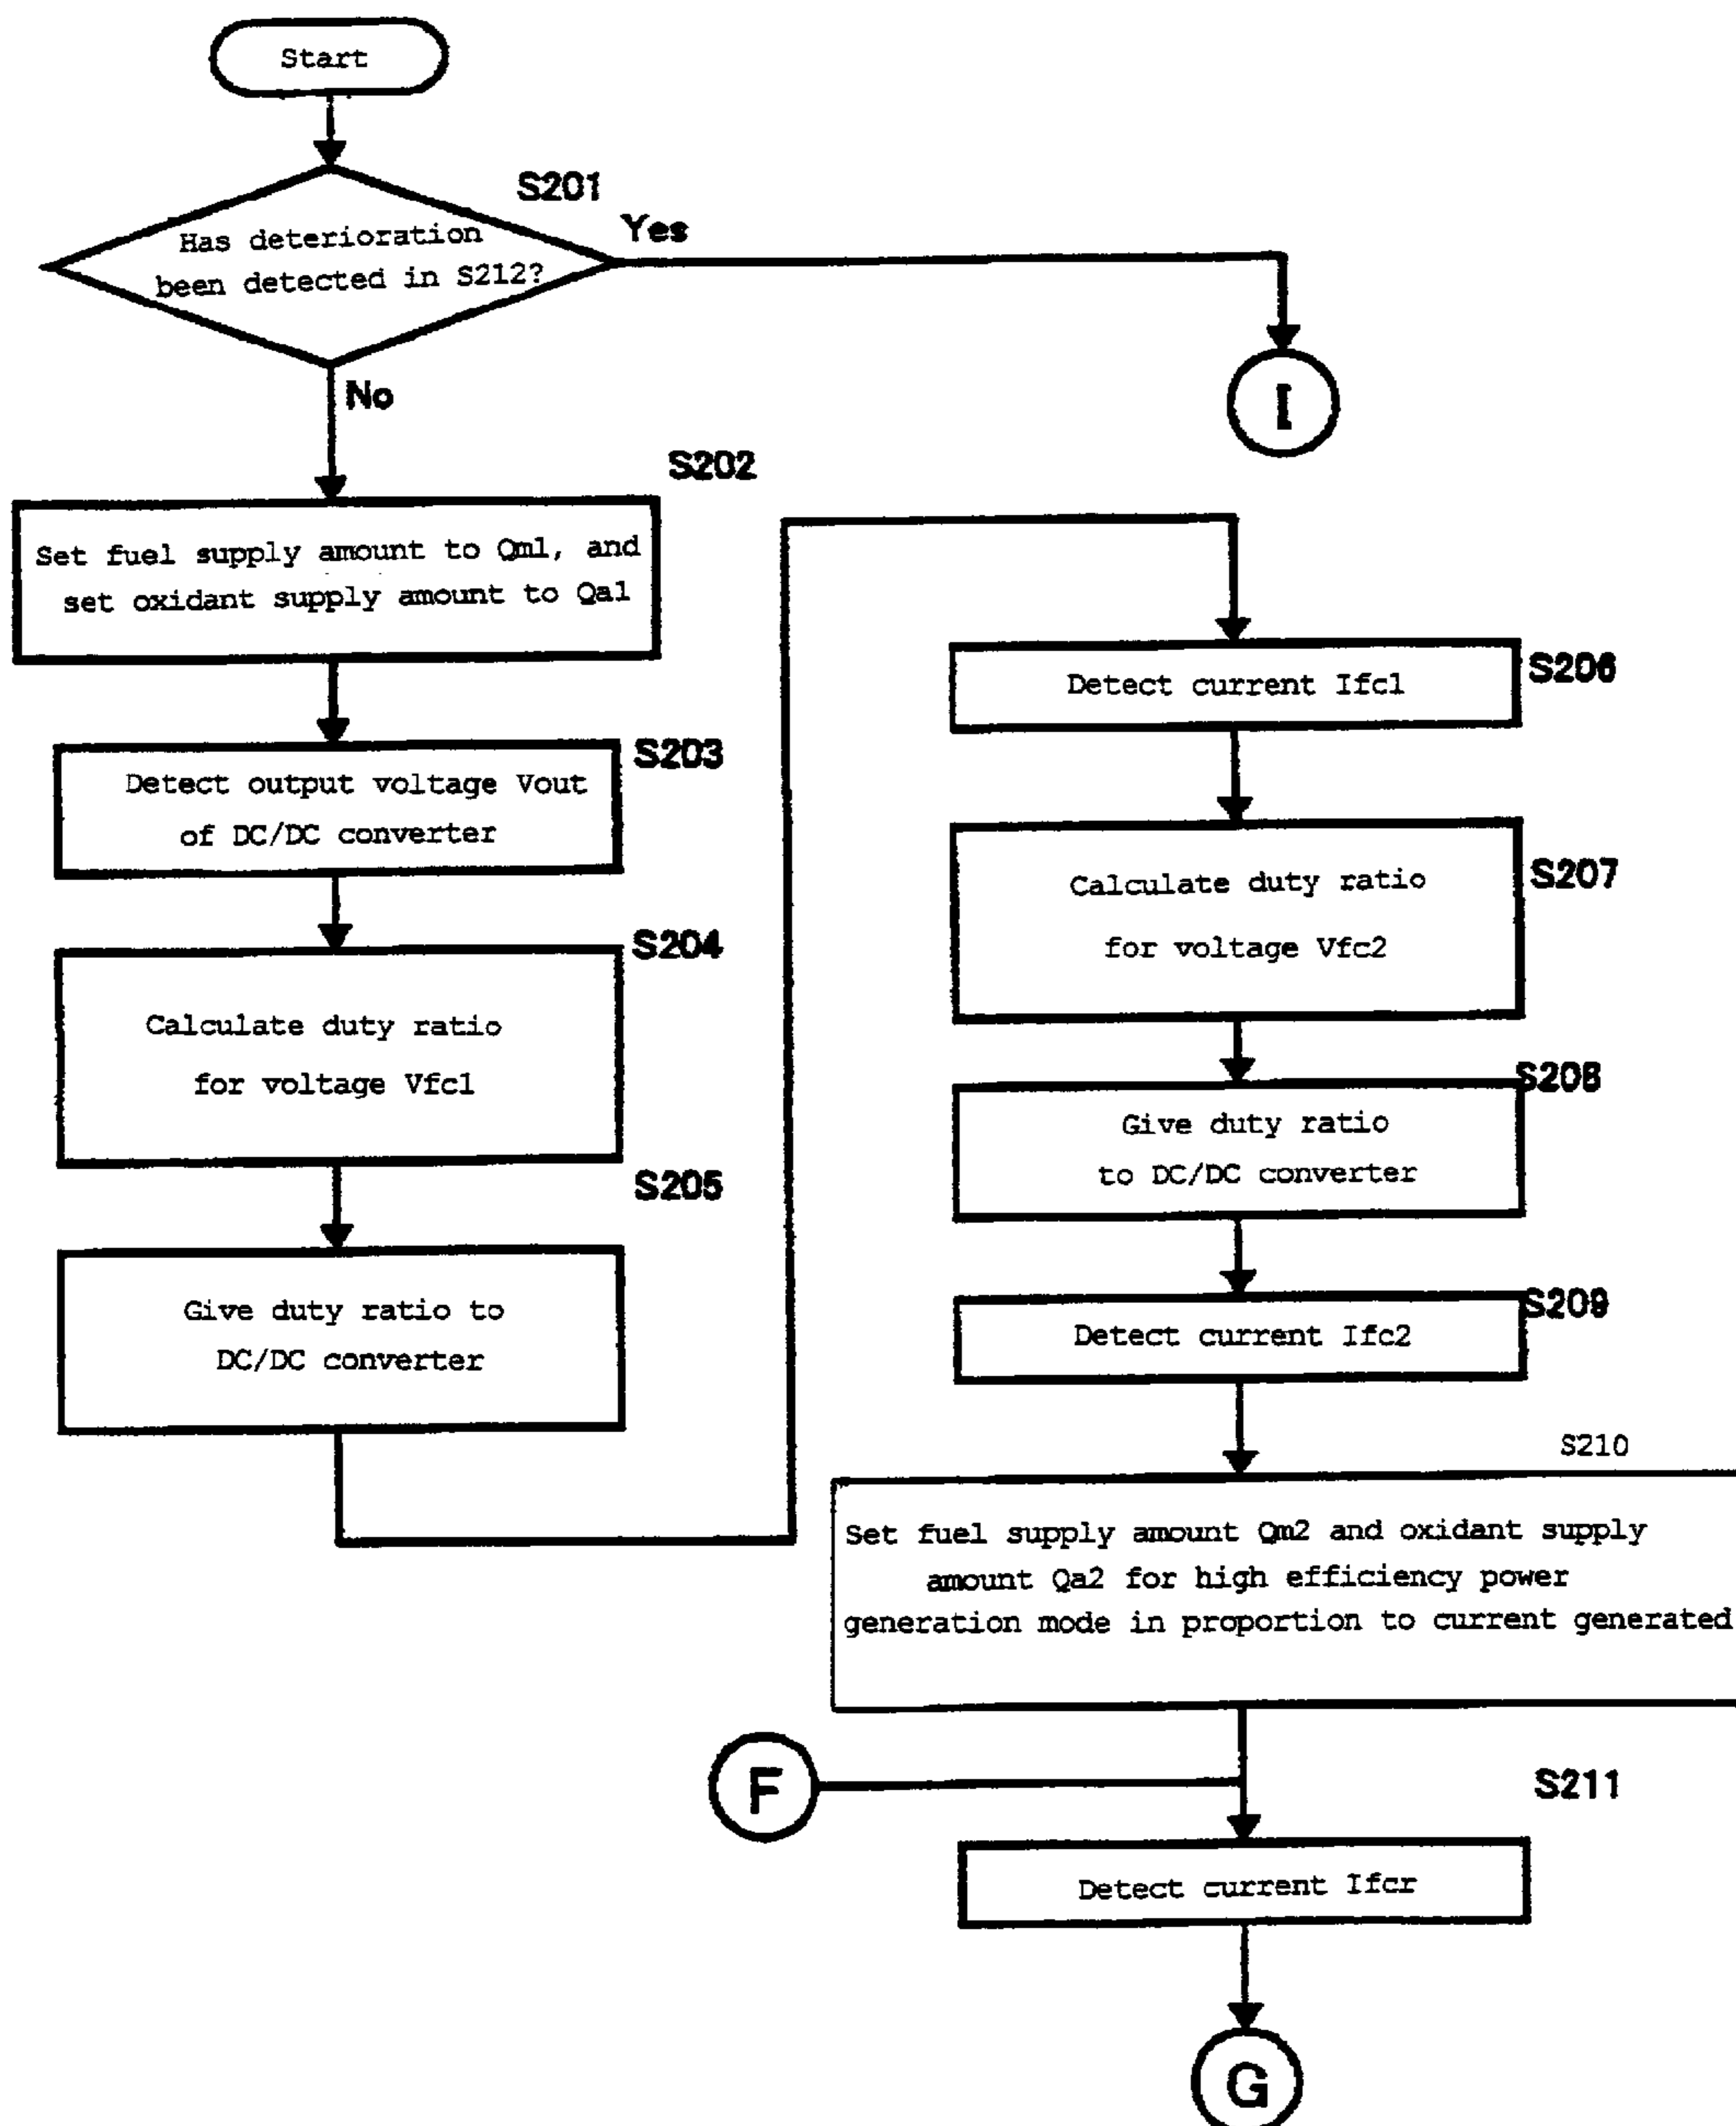 Start
S201
Has deterioration
been detected in S212?
Yes
No
I
S202
Set fuel supply amount to Qm1, and
set oxidant supply amount to Qa1
S203
Detect output voltage Vout
of DC/DC converter
S204
Calculate duty ratio
for voltage Vfc1
S205
Give duty ratio to
DC/DC converter
S206
Detect current Ifc1
S207
Calculate duty ratio
for voltage Vfc2
S208
Give duty ratio
to DC/DC converter
S209
Detect current Ifc2
S210
Set fuel supply amount Qm2 and oxidant supply
amount Qa2 for high efficiency power
generation mode in proportion to current generated
F
S211
Detect current Ifcr
G